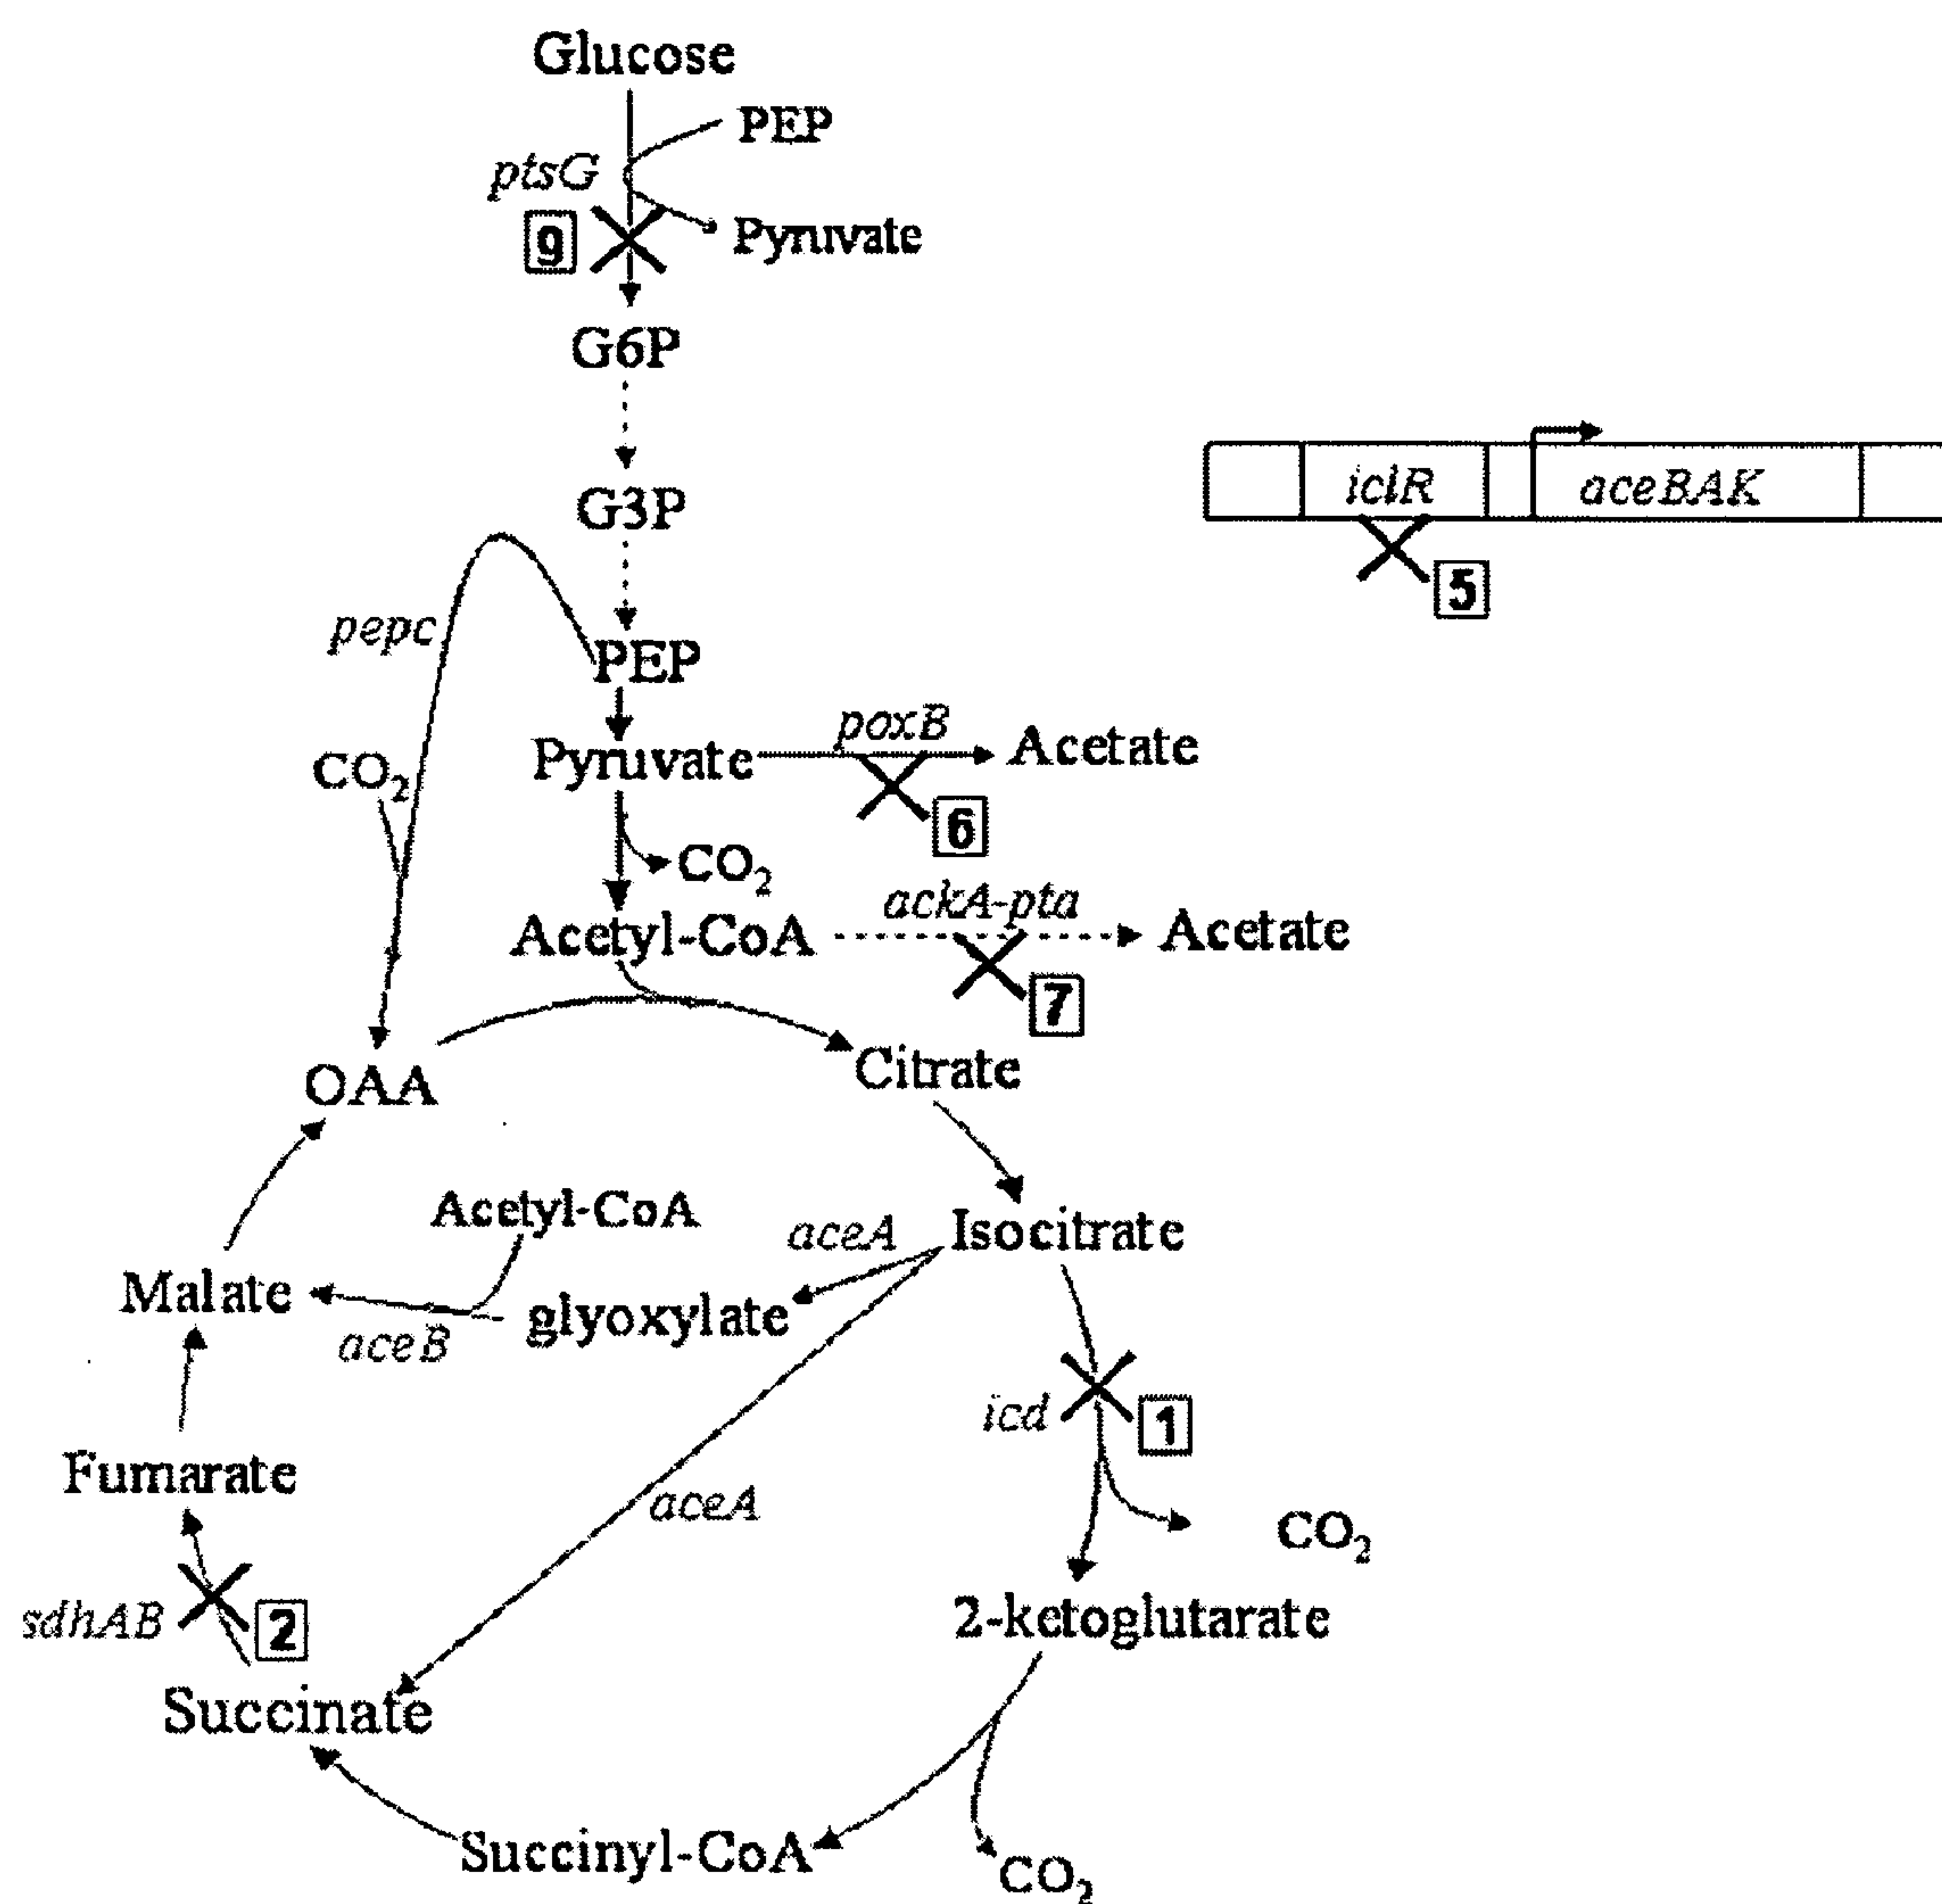 Glucose
PEP
ptsG
9
Pyruvate
G6P
G3P
iclR
aceBAK
5
pepc
PEP
poxB
Pyruvate
Acetate
CO₂
6
CO₂
ackA-pta
Acetyl-CoA
Acetate
7
OAA
Citrate
Acetyl-CoA
aceA
Isocitrate
Malate
glyoxylate
aceB
icd
1
Fumarate
aceA
CO₂
sdhAB
2
2-ketoglutarate
Succinate
Succinyl-CoA
CO₂